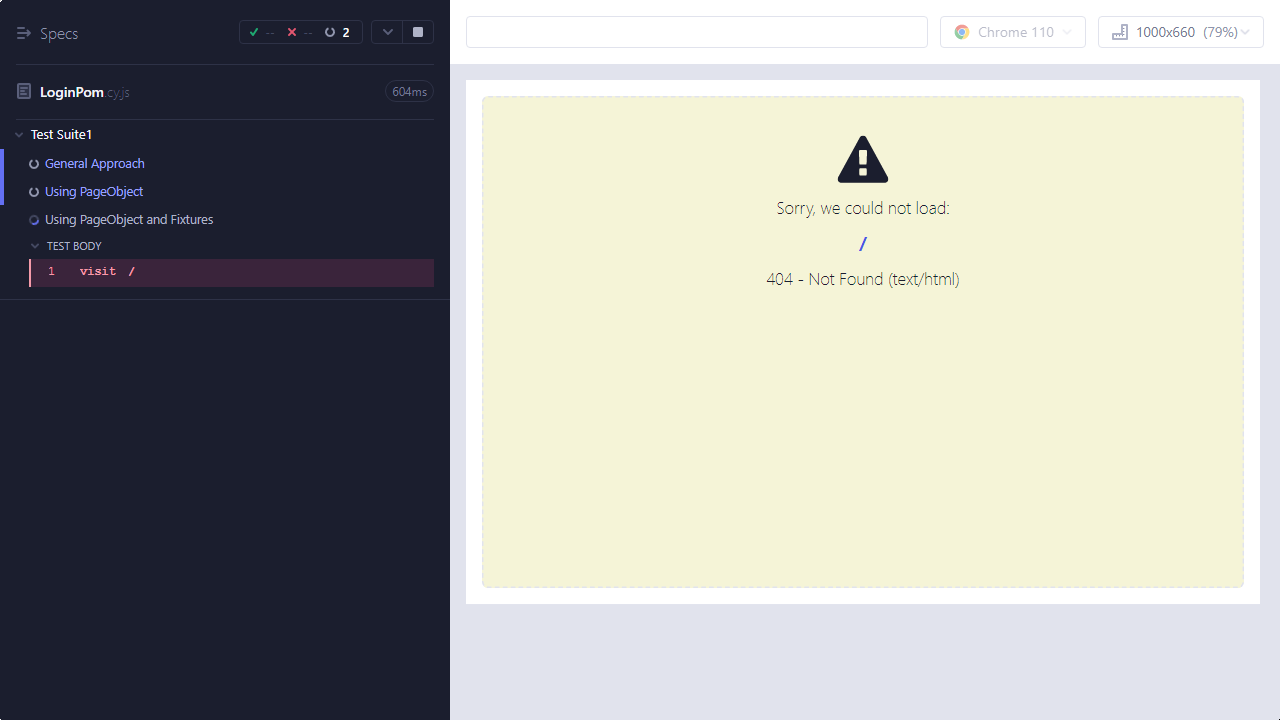 Specs
-- -- 2
LoginPom.cy.js 604ms
Test Suite1
General Approach
Using PageObject
Using PageObject and Fixtures
TEST BODY
1 visit /
Chrome 110
1000x660 (79%)
Sorry, we could not load:
/
404 - Not Found (text/html)